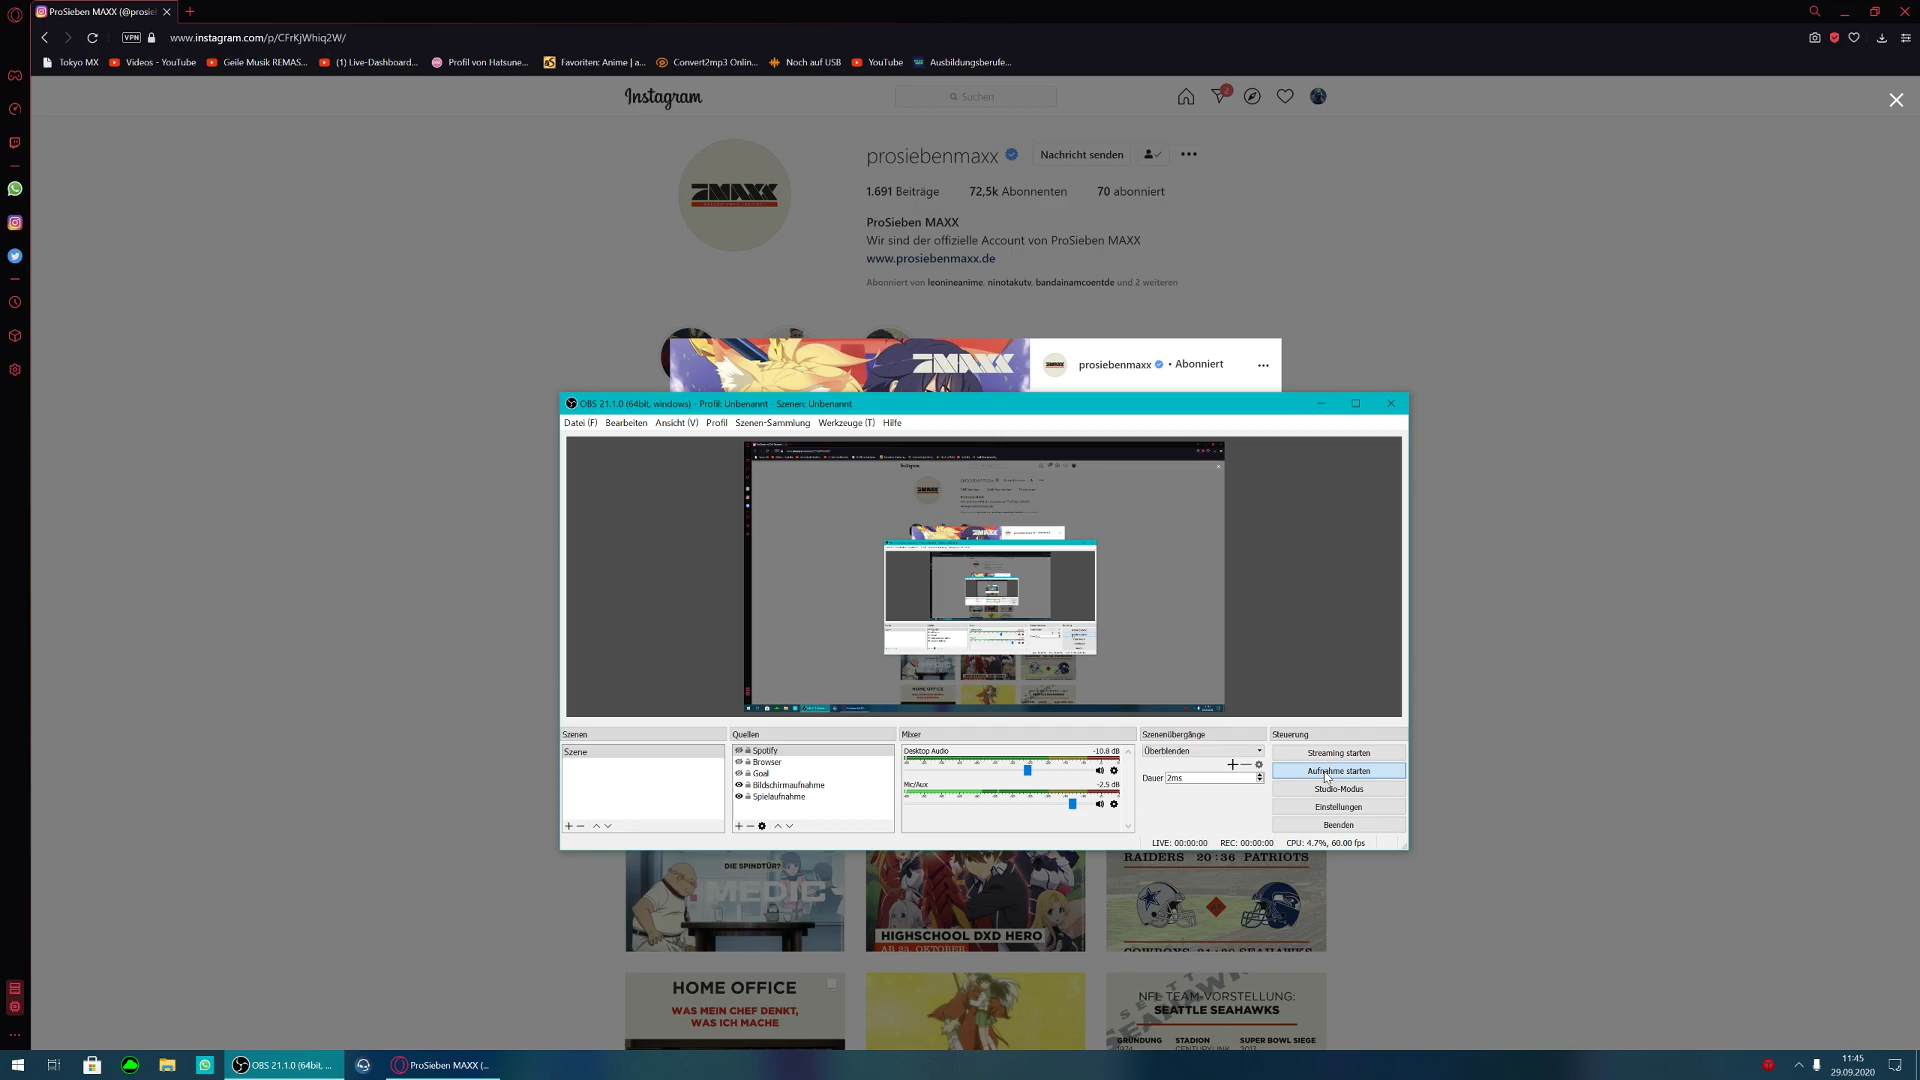 ProSieben MAXX (@prosie
VPN
www.instagram.com/p/CFrKjWhiq2W/
Tokyo MX
Videos - YouTube
Geile Musik REMAS...
(1) Live-Dashboard...
Profil von Hatsune...
Favoriten: Anime | a...
Convert2mp3 Onlin...
Noch auf USB
YouTube
Ausbildungsberufe...
Instagram
Suchen
2
prosiebenmaxx
Nachricht senden
1.691 Beiträge
72,5k Abonnenten
70 abonniert
ProSieben MAXX
Wir sind der offizielle Account von ProSieben MAXX
www.prosiebenmaxx.de
Abonniert von leonineanime, ninotakutv, bandainamcoentde und 2 weiteren
prosiebenmaxx • Abonniert
OBS 21.1.0 (64bit, windows) - Profil: Unbenannt - Szenen: Unbenannt
Datei (F) Bearbeiten Ansicht (V) Profil Szenen-Sammlung Werkzeuge (T) Hilfe
Szenen
Szene
Quellen
Spotify
Browser
Goal
Bildschirmaufnahme
Spielaufnahme
Mixer
Desktop Audio
-10.8 dB
Mic/Aux
-2.5 dB
Szenenübergänge
Überblenden
Dauer 2ms
Steuerung
Streaming starten
Aufnahme starten
Studio-Modus
Einstellungen
Beenden
LIVE: 00:00:00 REC: 00:00:00 CPU: 4.7%, 60.00 fps
DIE SPINDTÜR?
MEDIC
HIGHSCHOOL DXD HERO
AB 23. OKTOBER
RAIDERS 20:36 PATRIOTS
HOME OFFICE
WAS MEIN CHEF DENKT,
WAS ICH MACHE
NFL TEAM-VORSTELLUNG:
SEATTLE SEAHAWKS
GRÜNDUNG
STADION
SUPER BOWL SIEGE
OBS 21.1.0 (64bit, ...
ProSieben MAXX (...
11:45
29.09.2020